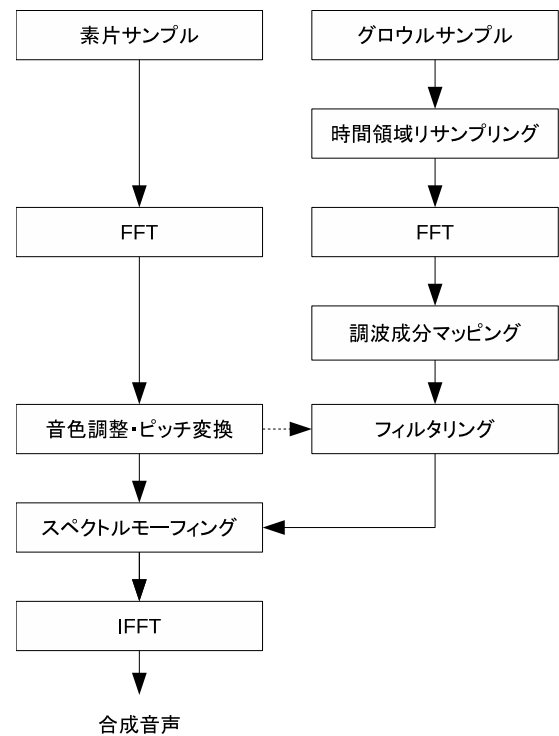 素片サンプル
グロウルサンプル
時間領域リサンプリング
FFT
FFT
調波成分マッピング
音色調整・ピッチ変換
フィルタリング
スペクトルモーフィング
IFFT
合成音声